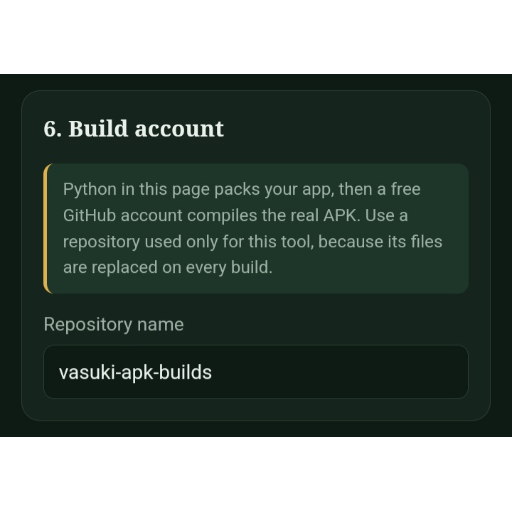 6. Build account
Python in this page packs your app, then a free
GitHub account compiles the real APK. Use a
repository used only for this tool, because its files
are replaced on every build.
Repository name
vasuki-apk-builds